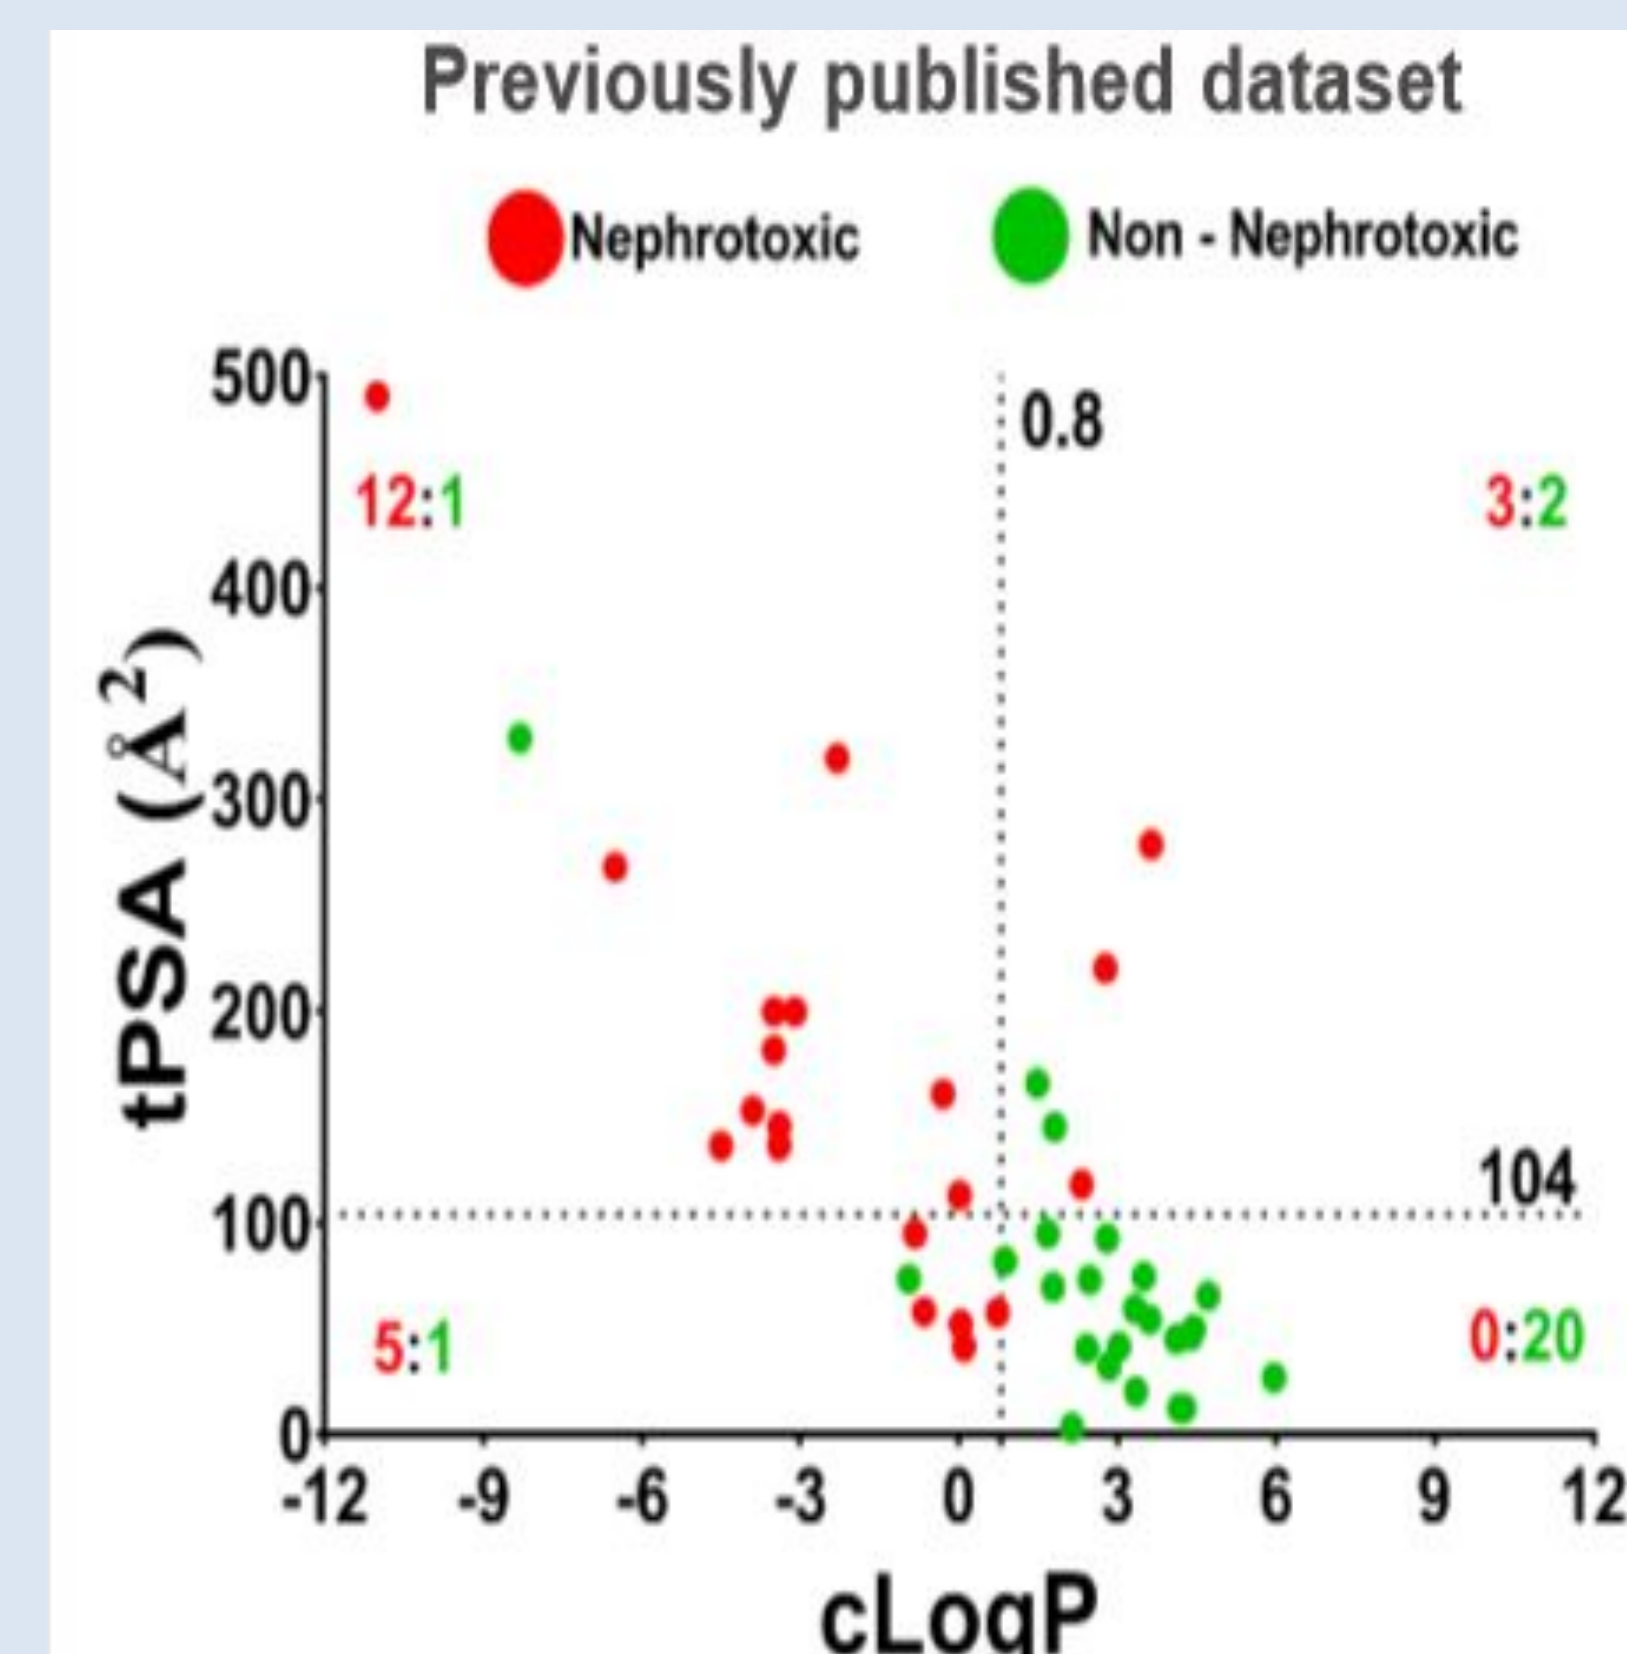 Previously published dataset
Nephrotoxic
Non - Nephrotoxic
500
0.8
12:1
3:2
400
tPSA (Å²)
300
200
104
100
5:1
0:20
0
-12 -9 -6 -3 0 3 6 9 12
cLogP